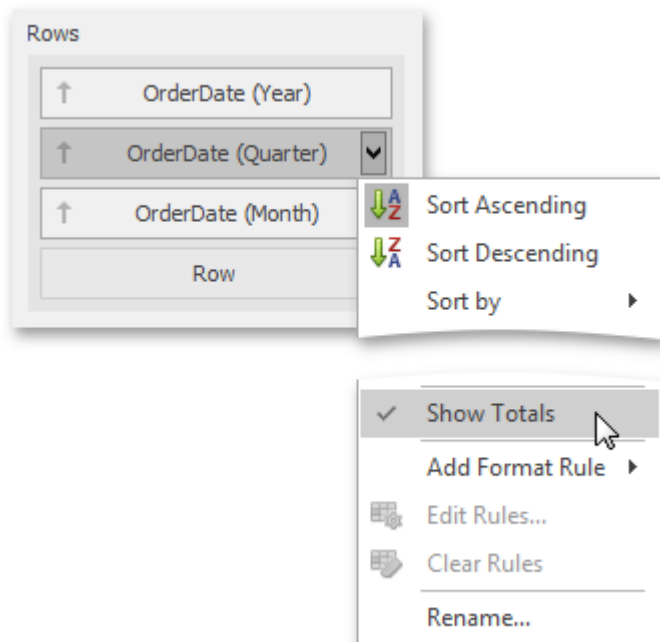 Rows
OrderDate (Year)
OrderDate (Quarter)
OrderDate (Month)
Row
Sort Ascending
Sort Descending
Sort by
Show Totals
Add Format Rule
Edit Rules...
Clear Rules
Rename...